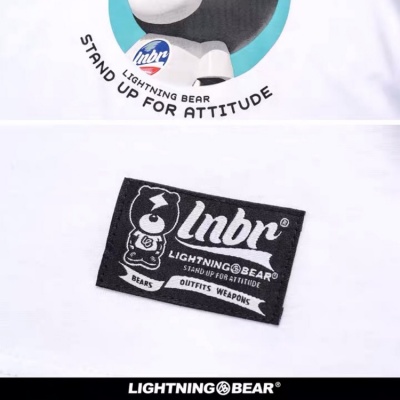 lnbr
LIGHTNING BEAR
STAND UP FOR ATTITUDE
lnbr®
LIGHTNING BEAR®
STAND UP FOR ATTITUDE
BEARS OUTFITS WEAPONS
LIGHTNING BEAR®